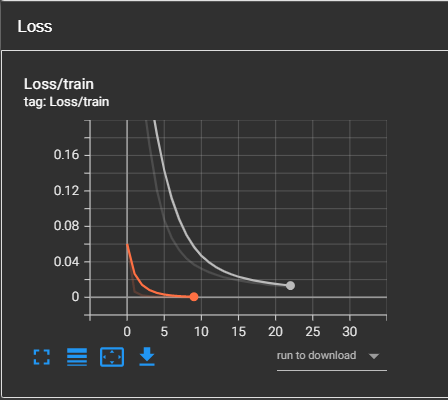 Loss
Loss/train
tag: Loss/train
0.16
0.12
0.08
0.04
0
0 5 10 15 20 25 30
run to download